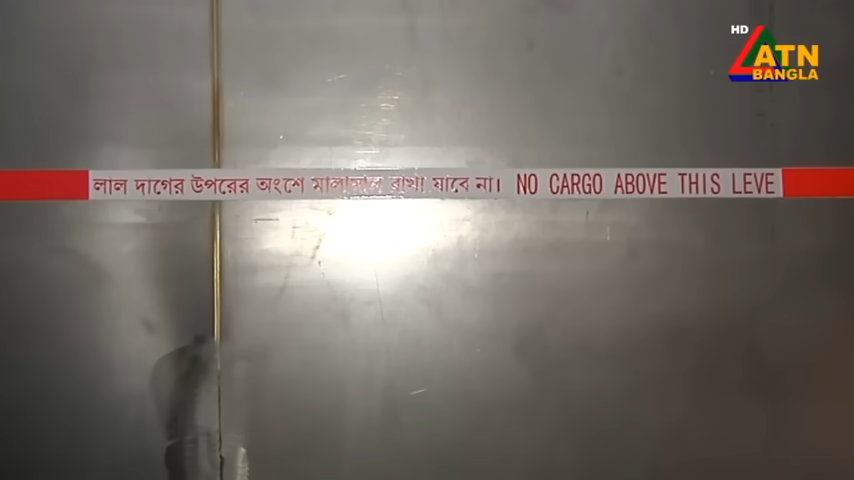 HD
ATN
BANGLA
লাল দাগের উপরের অংশে মালামাল রাখা যাবে না। NO CARGO ABOVE THIS LEVE